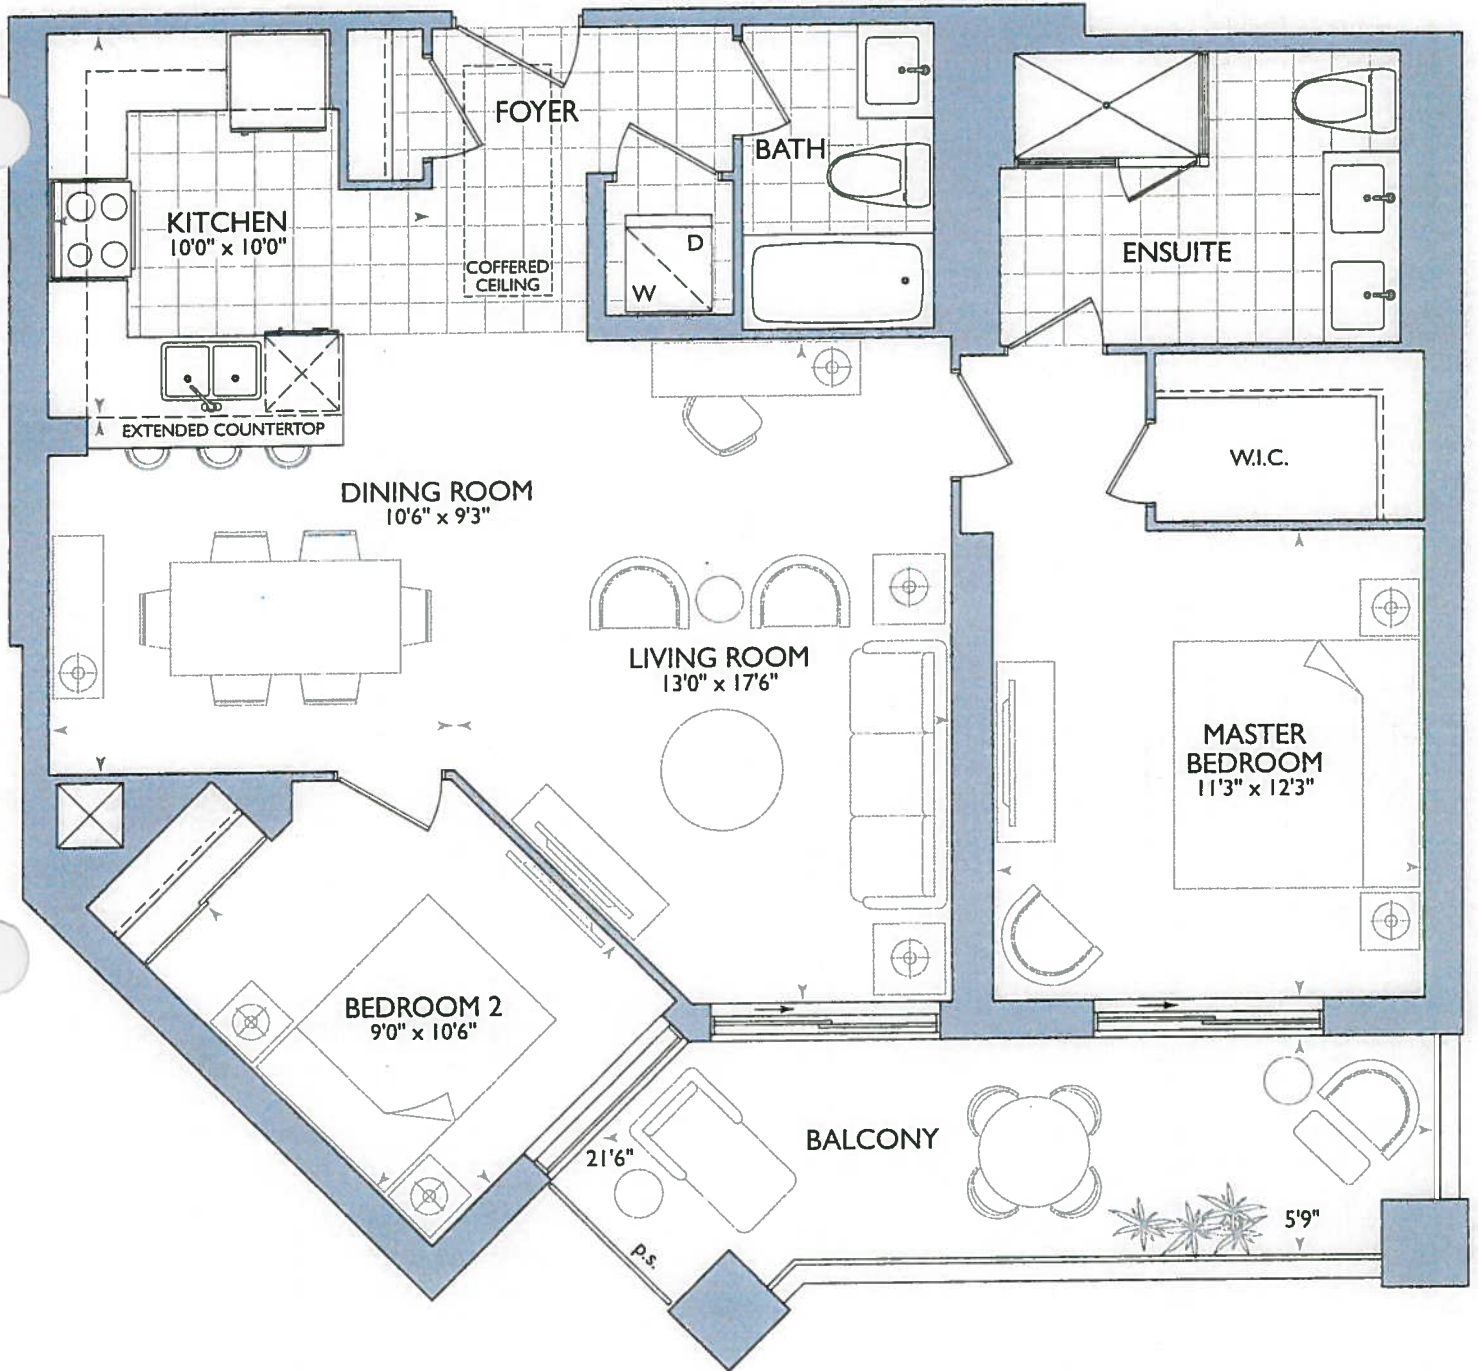 FOYER
BATH
KITCHEN
10'0" x 10'0"
COFFERED
CEILING
D
W
ENSUITE
EXTENDED COUNTERTOP
W.I.C.
DINING ROOM
10'6" x 9'3"
LIVING ROOM
13'0" x 17'6"
MASTER
BEDROOM
11'3" x 12'3"
BEDROOM 2
9'0" x 10'6"
BALCONY
21'6"
5'9"
p.s.